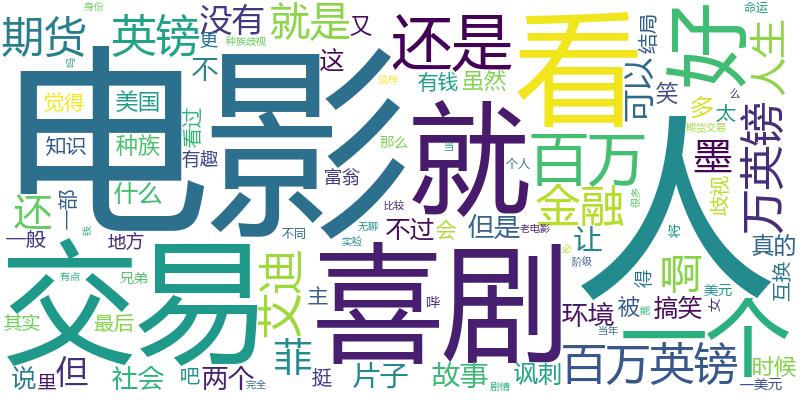 身份
命运
没有
就是
又
更
种族歧视
期货
英镑
还是
看
好
不
这
可以
结局
人生
电影
觉得
美国
看过
有钱
虽然
笑
多
太
么
知识
种族
有趣
那么
就
当
百万
期货交易
墨
万英镑
人
富翁
个人
金融
歧视
很多
什么
一部
还
比较
无聊
不过
会
但是
老电影
一般
地方
钱
不同
实验
让
必
真的
将
交易
喜剧
艾迪
阶级
得
啊
互换
有点
兄弟
主
哗
环境
被
能
搞笑
女
美元
一个
其实
最后
菲
当年
说
里
但
社会
吧
两个
完全
挺
片子
故事
剧情
讽刺
百万英镑
时候
一美元